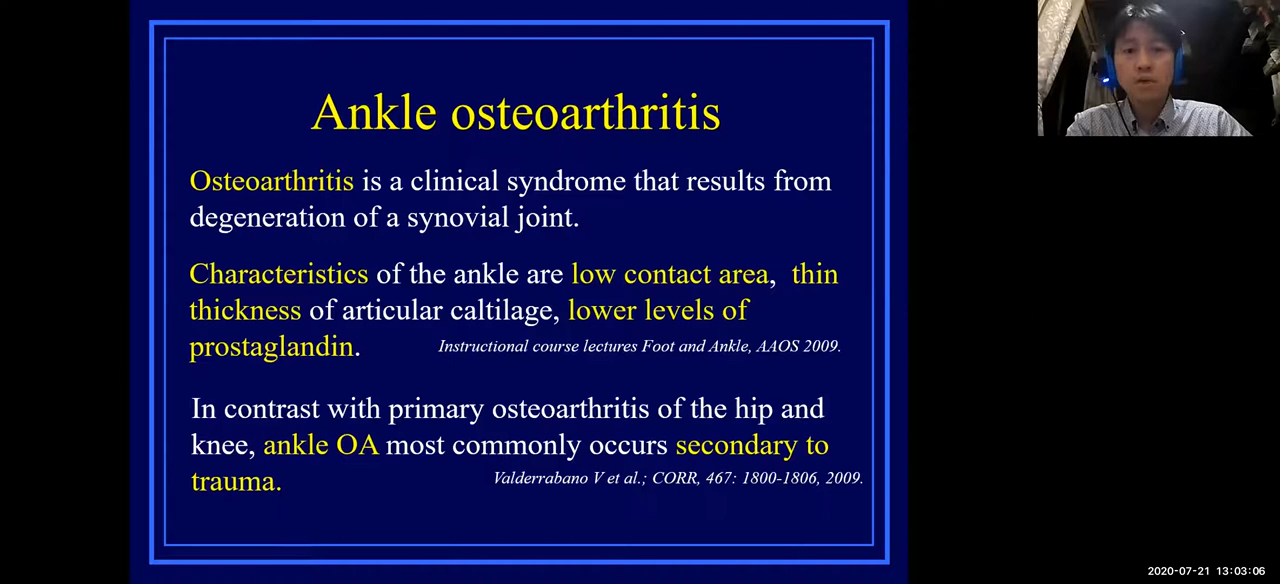 Ankle osteoarthritis
Osteoarthritis is a clinical syndrome that results from
degeneration of a synovial joint.
Characteristics of the ankle are low contact area, thin
thickness of articular caltilage, lower levels of
prostaglandin.
Instructional course lectures Foot and Ankle, AAOS 2009.
In contrast with primary osteoarthritis of the hip and
knee, ankle OA most commonly occurs secondary to
trauma.
Valderrabano V et al.; CORR, 467: 1800-1806, 2009.
2020-07-21 13:03:06